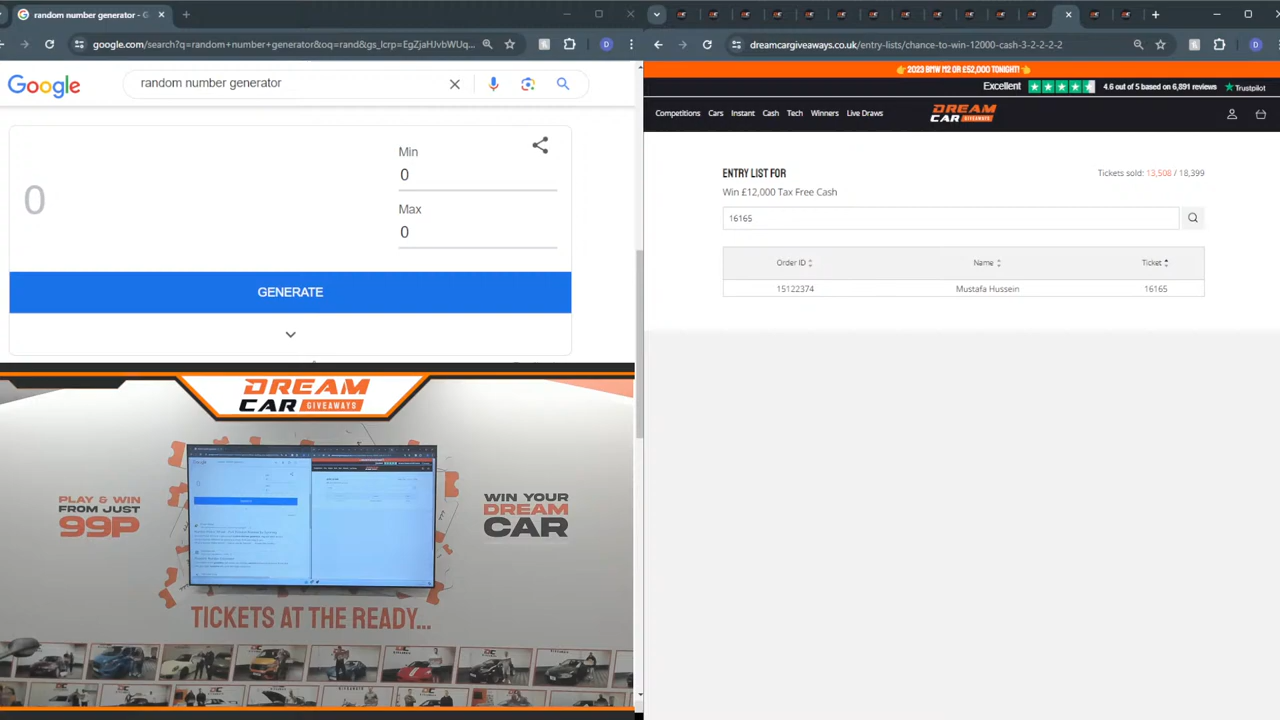 random number generator - G
google.com/search?q=random+number+generator&oq=rand&gs_lcrp=EgZjaHJvbWUq...
D
Google
random number generator
0
Min
0
Max
0
GENERATE
DREAM
CAR GIVEAWAYS
PLAY & WIN
FROM JUST
99P
WIN YOUR
DREAM
CAR
TICKETS AT THE READY...
dreamcargiveaways.co.uk/entry-lists/chance-to-win-12000-cash-3-2-2-2-2
D
2023 BMW M2 OR £52,000 TONIGHT!
Excellent 4.6 out of 5 based on 6,891 reviews Trustpilot
Competitions Cars Instant Cash Tech Winners Live Draws
DREAM
CAR GIVEAWAYS
ENTRY LIST FOR
Tickets sold: 13,508 / 18,399
Win £12,000 Tax Free Cash
16165
Order ID Name Ticket
15122374 Mustafa Hussein 16165